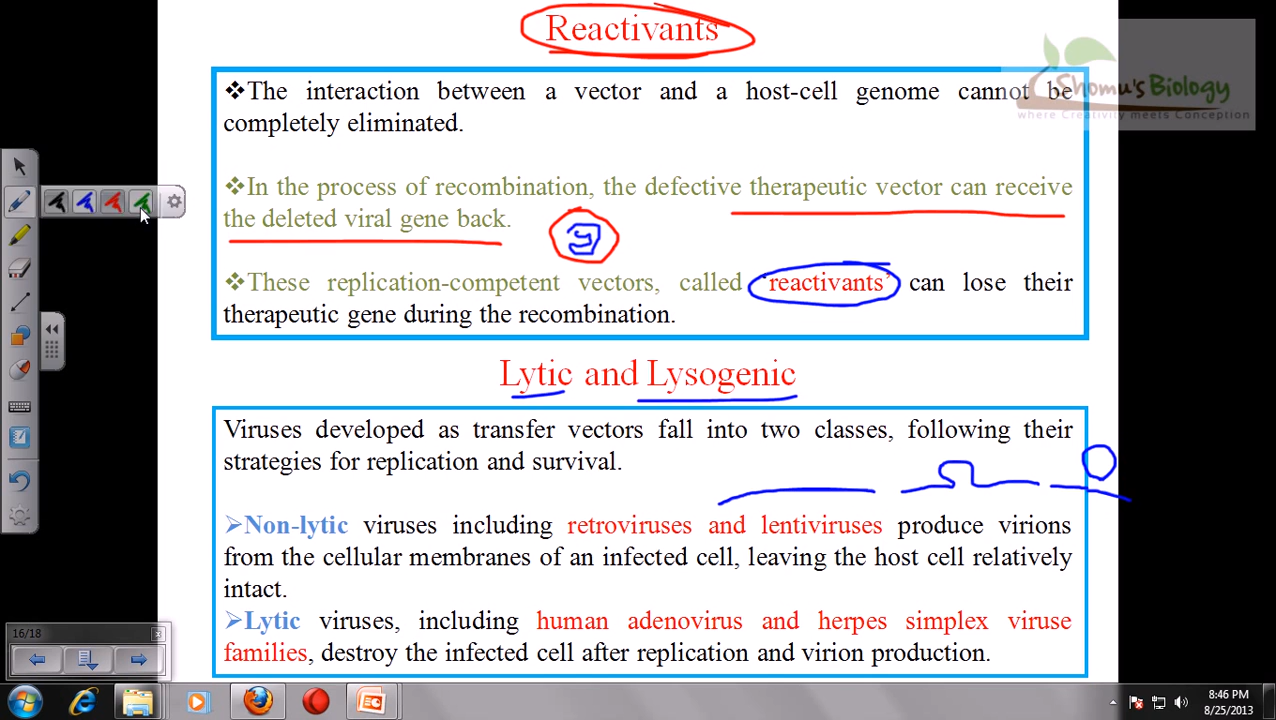 Reactivants
Shomu's Biology
where Creativity meets Conception
❖The interaction between a vector and a host-cell genome cannot be
completely eliminated.
❖In the process of recombination, the defective therapeutic vector can receive
the deleted viral gene back.
❖These replication-competent vectors, called 'reactivants' can lose their
therapeutic gene during the recombination.
Lytic and Lysogenic
Viruses developed as transfer vectors fall into two classes, following their
strategies for replication and survival.
➢Non-lytic viruses including retroviruses and lentiviruses produce virions
from the cellular membranes of an infected cell, leaving the host cell relatively
intact.
➢Lytic viruses, including human adenovirus and herpes simplex viruse
families, destroy the infected cell after replication and virion production.
16/18
8:46 PM
8/25/2013